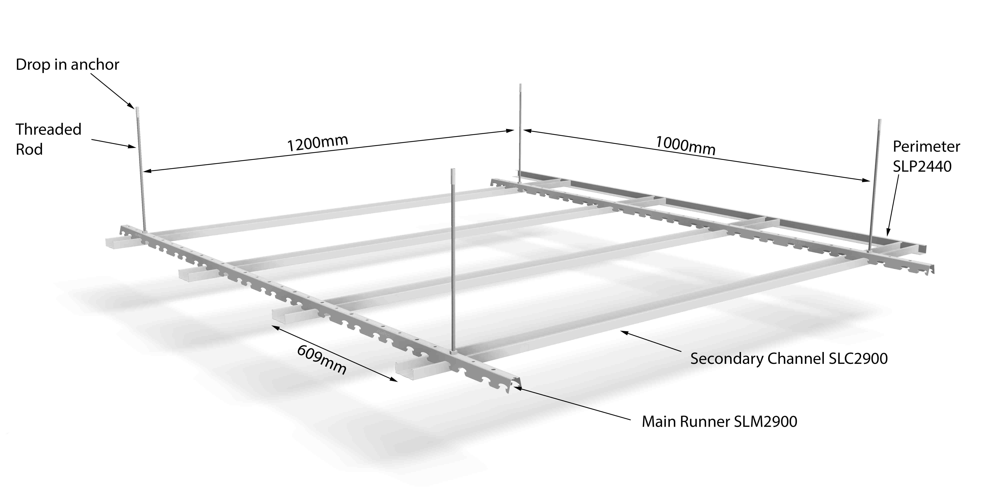 Drop in anchor
Threaded
Rod
1200mm
1000mm
Perimeter
SLP2440
609mm
Secondary Channel SLC2900
Main Runner SLM2900